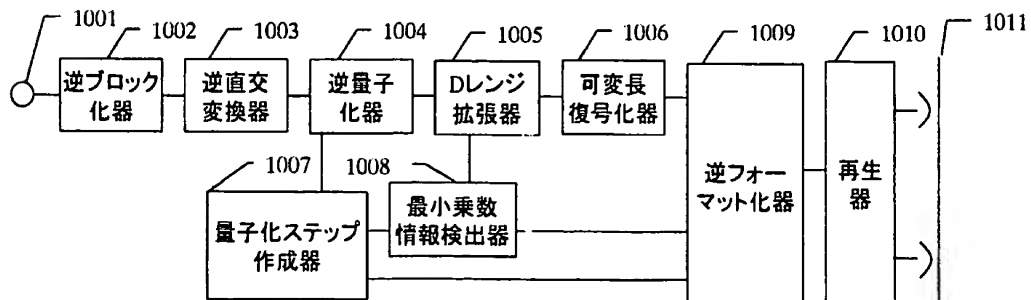 1001
1002
1003
1004
1005
1006
1009
1010
1011
逆ブロック
化器
逆直交
変換器
逆量子
化器
Dレンジ
拡張器
可変長
復号化器
1007
1008
量子化ステップ
作成器
最小乗数
情報検出器
逆フォー
マット化器
再生
器